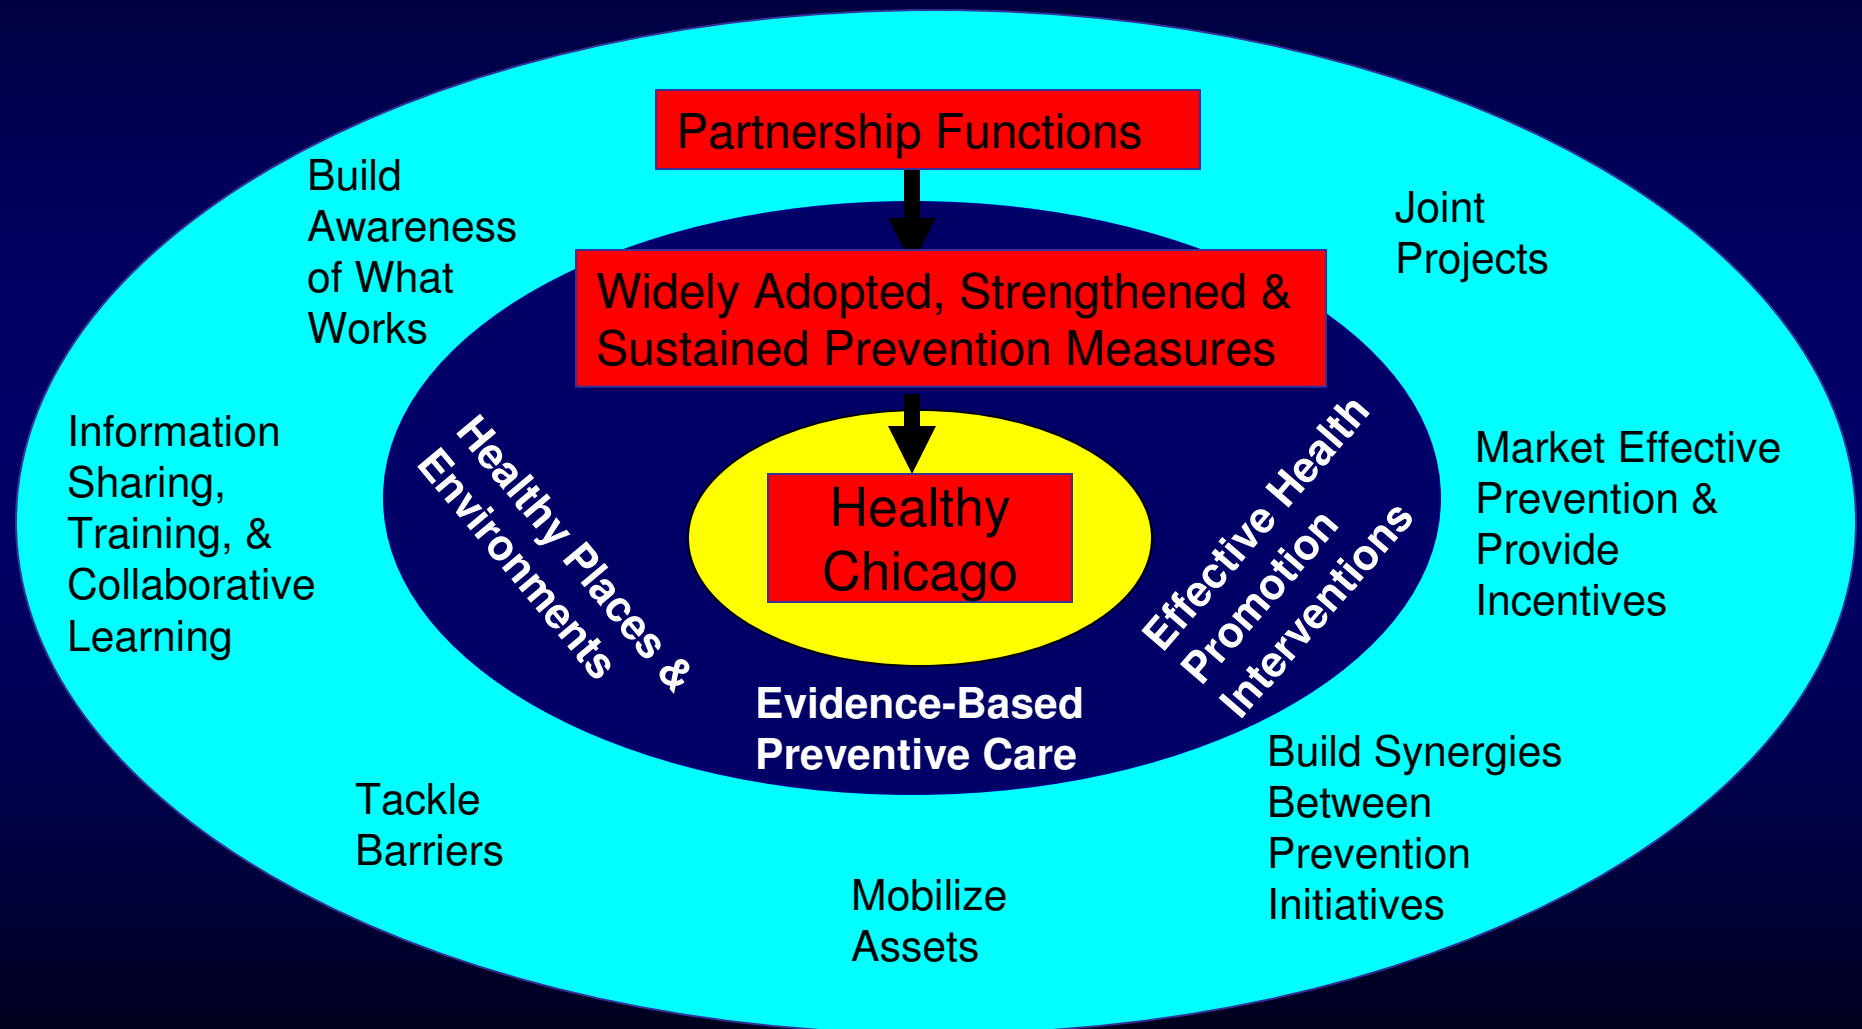 Partnership Functions
Build
Awareness
of What
Works
Joint
Projects
Widely Adopted, Strengthened &
Sustained Prevention Measures
Information
Sharing,
Training, &
Collaborative
Learning
Healthy Places &
Environments
Healthy
Chicago
Effective Health
Promotion
Interventions
Market Effective
Prevention &
Provide
Incentives
Evidence-Based
Preventive Care
Tackle
Barriers
Mobilize
Assets
Build Synergies
Between
Prevention
Initiatives